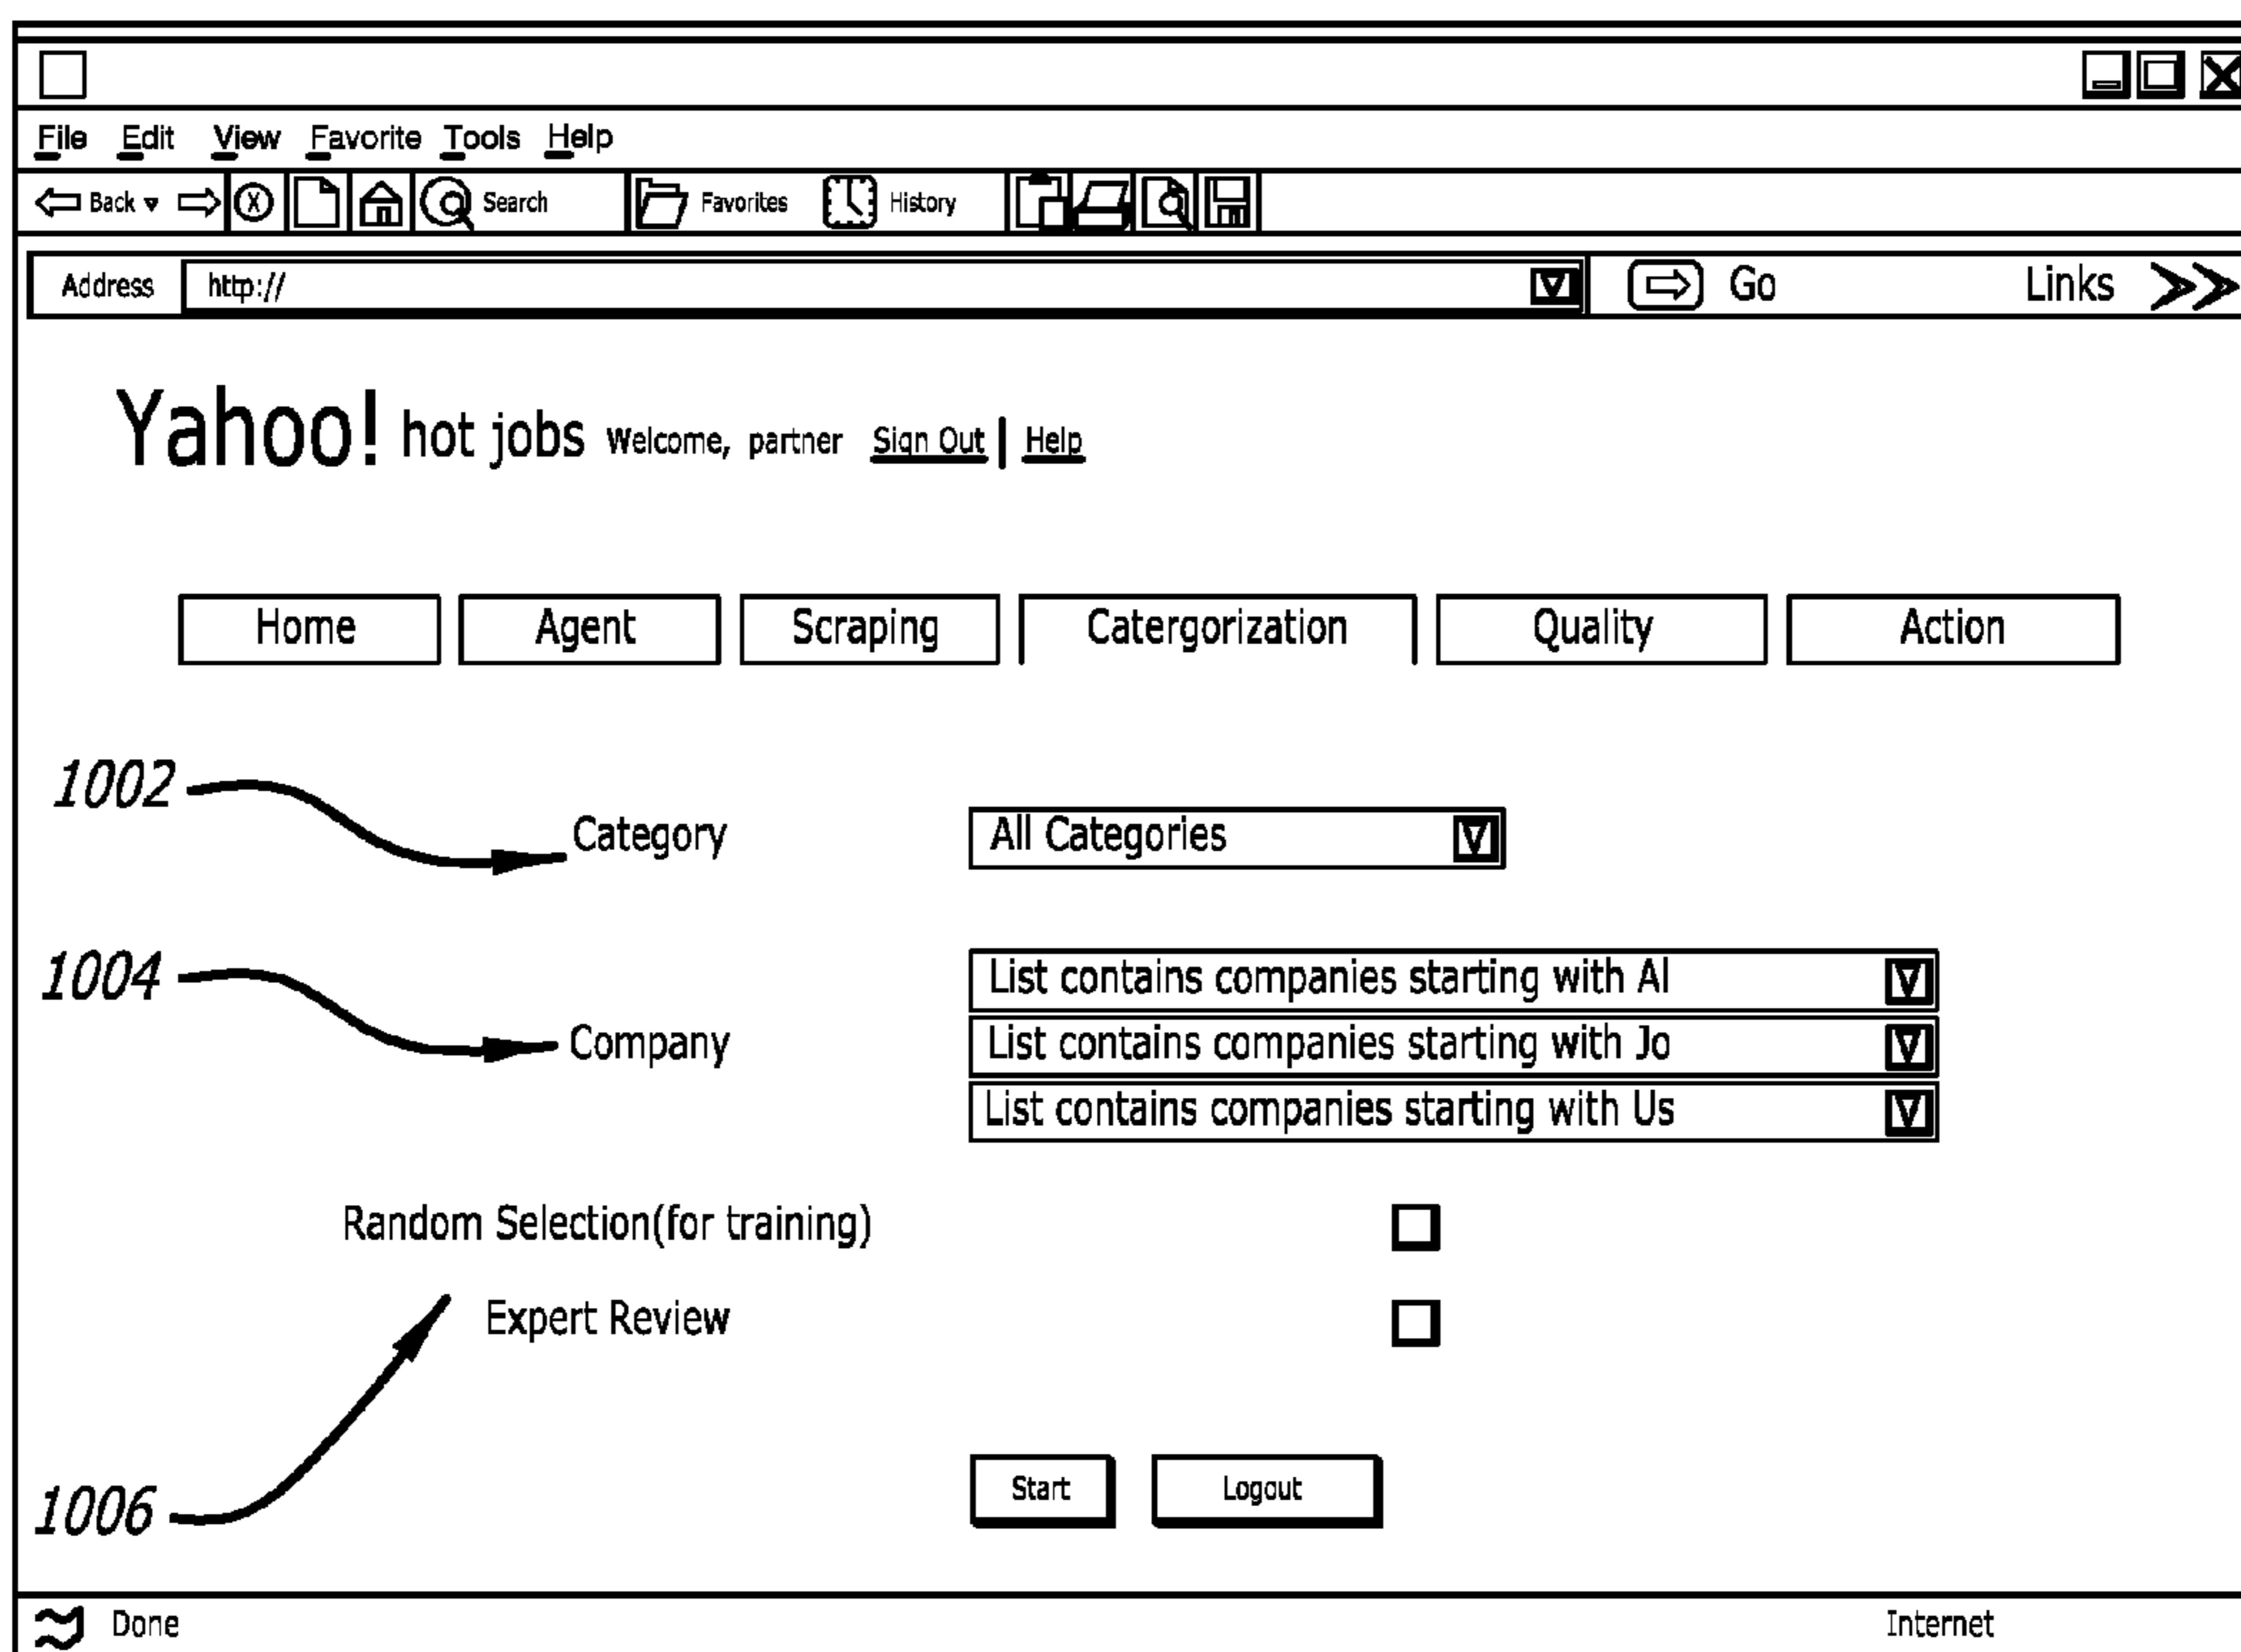 File Edit View Favorite Tools Help
Back X Search Favorites History
Address http:// Go Links >>
Yahoo! hot jobs Welcome, partner Sign Out | Help
Home Agent Scraping Catergorization Quality Action
1002
Category All Categories
1004 List contains companies starting with Al
Company List contains companies starting with Jo
List contains companies starting with Us
Random Selection(for training)
Expert Review
1006 Start Logout
Done Internet